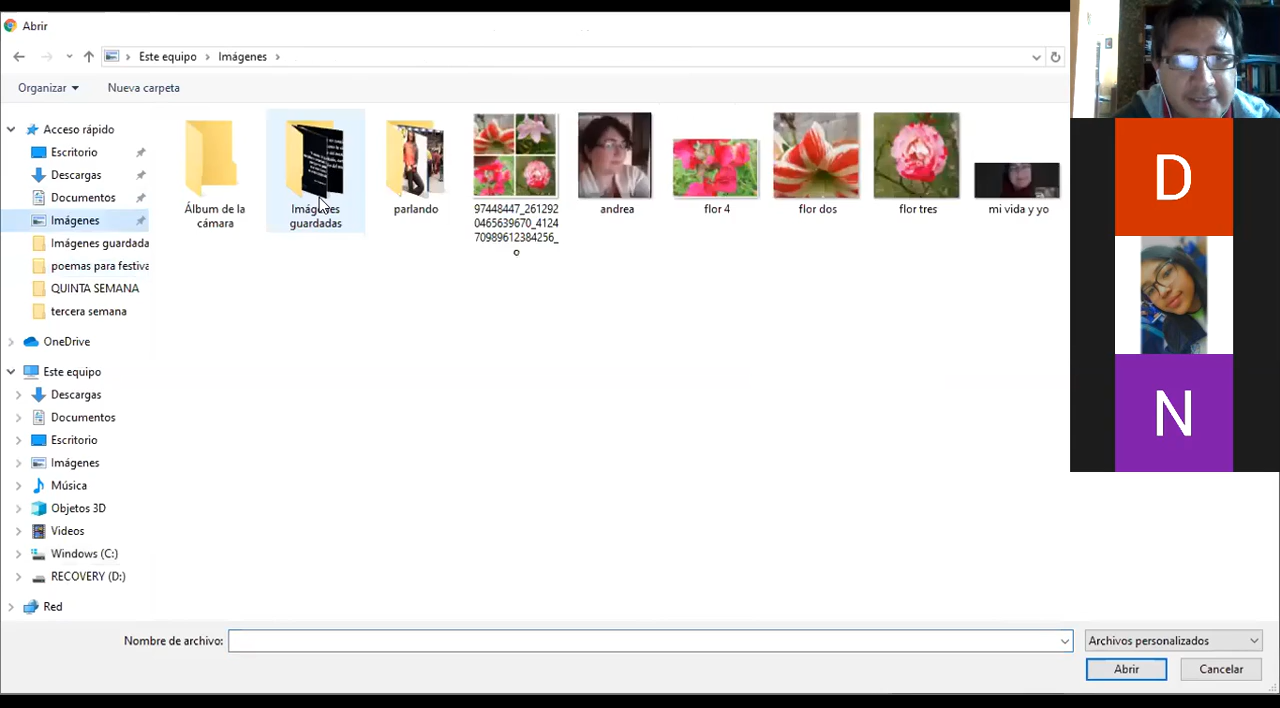 Abrir
Este equipo > Imágenes >
Organizar Nueva carpeta
Acceso rápido
Escritorio
Descargas
Documentos
Imágenes
Imágenes guardada
poemas para festiva
QUINTA SEMANA
tercera semana
OneDrive
Este equipo
Descargas
Documentos
Escritorio
Imágenes
Música
Objetos 3D
Videos
Windows (C:)
RECOVERY (D:)
Red
Álbum de la
cámara
Imágenes
guardadas
parlando
97448447_261292
0465639670_4124
70989612384256_
o
andrea
flor 4
flor dos
flor tres
mi vida y yo
D
N
Nombre de archivo:
Archivos personalizados
Abrir
Cancelar